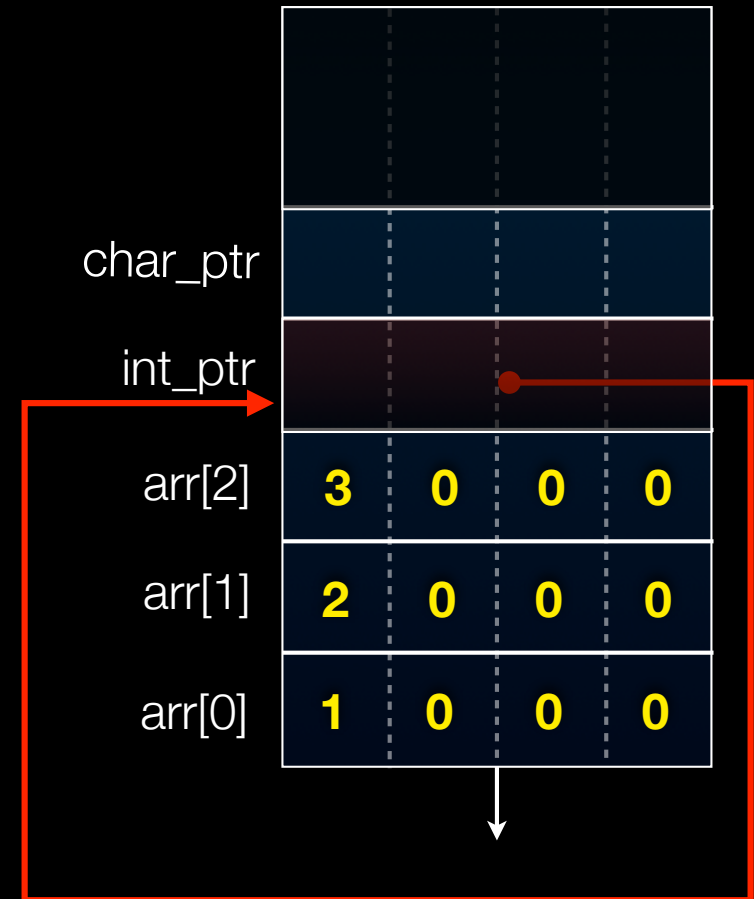 char_ptr
int_ptr
arr[2] 3 0 0 0
arr[1] 2 0 0 0
arr[0] 1 0 0 0